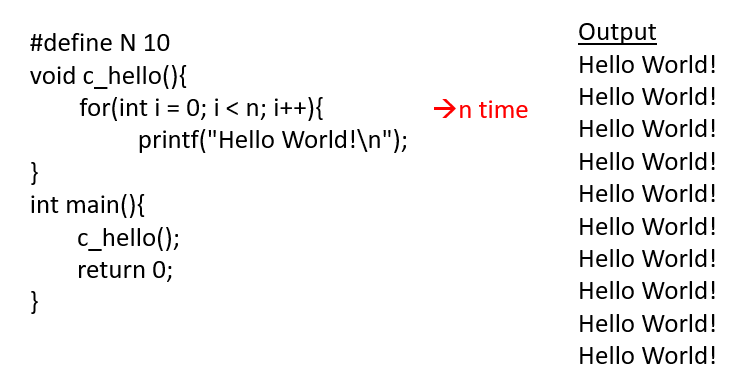 #define N 10
void c_hello(){
for(int i = 0; i < n; i++){
printf("Hello World!\n");
}
int main(){
c_hello();
return 0;
}
→n time
Output
Hello World!
Hello World!
Hello World!
Hello World!
Hello World!
Hello World!
Hello World!
Hello World!
Hello World!
Hello World!